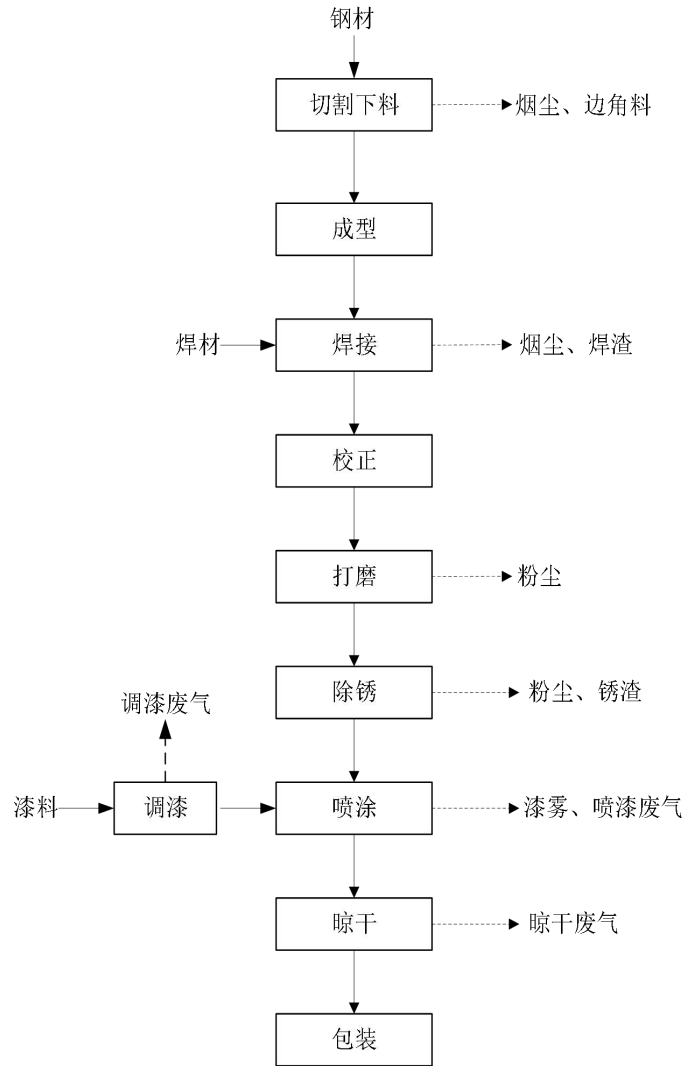 钢材
切割下料
烟尘、边角料
成型
焊材
焊接
烟尘、焊渣
校正
打磨
粉尘
除锈
粉尘、锈渣
调漆废气
漆料
调漆
喷涂
漆雾、喷漆废气
晾干
晾干废气
包装